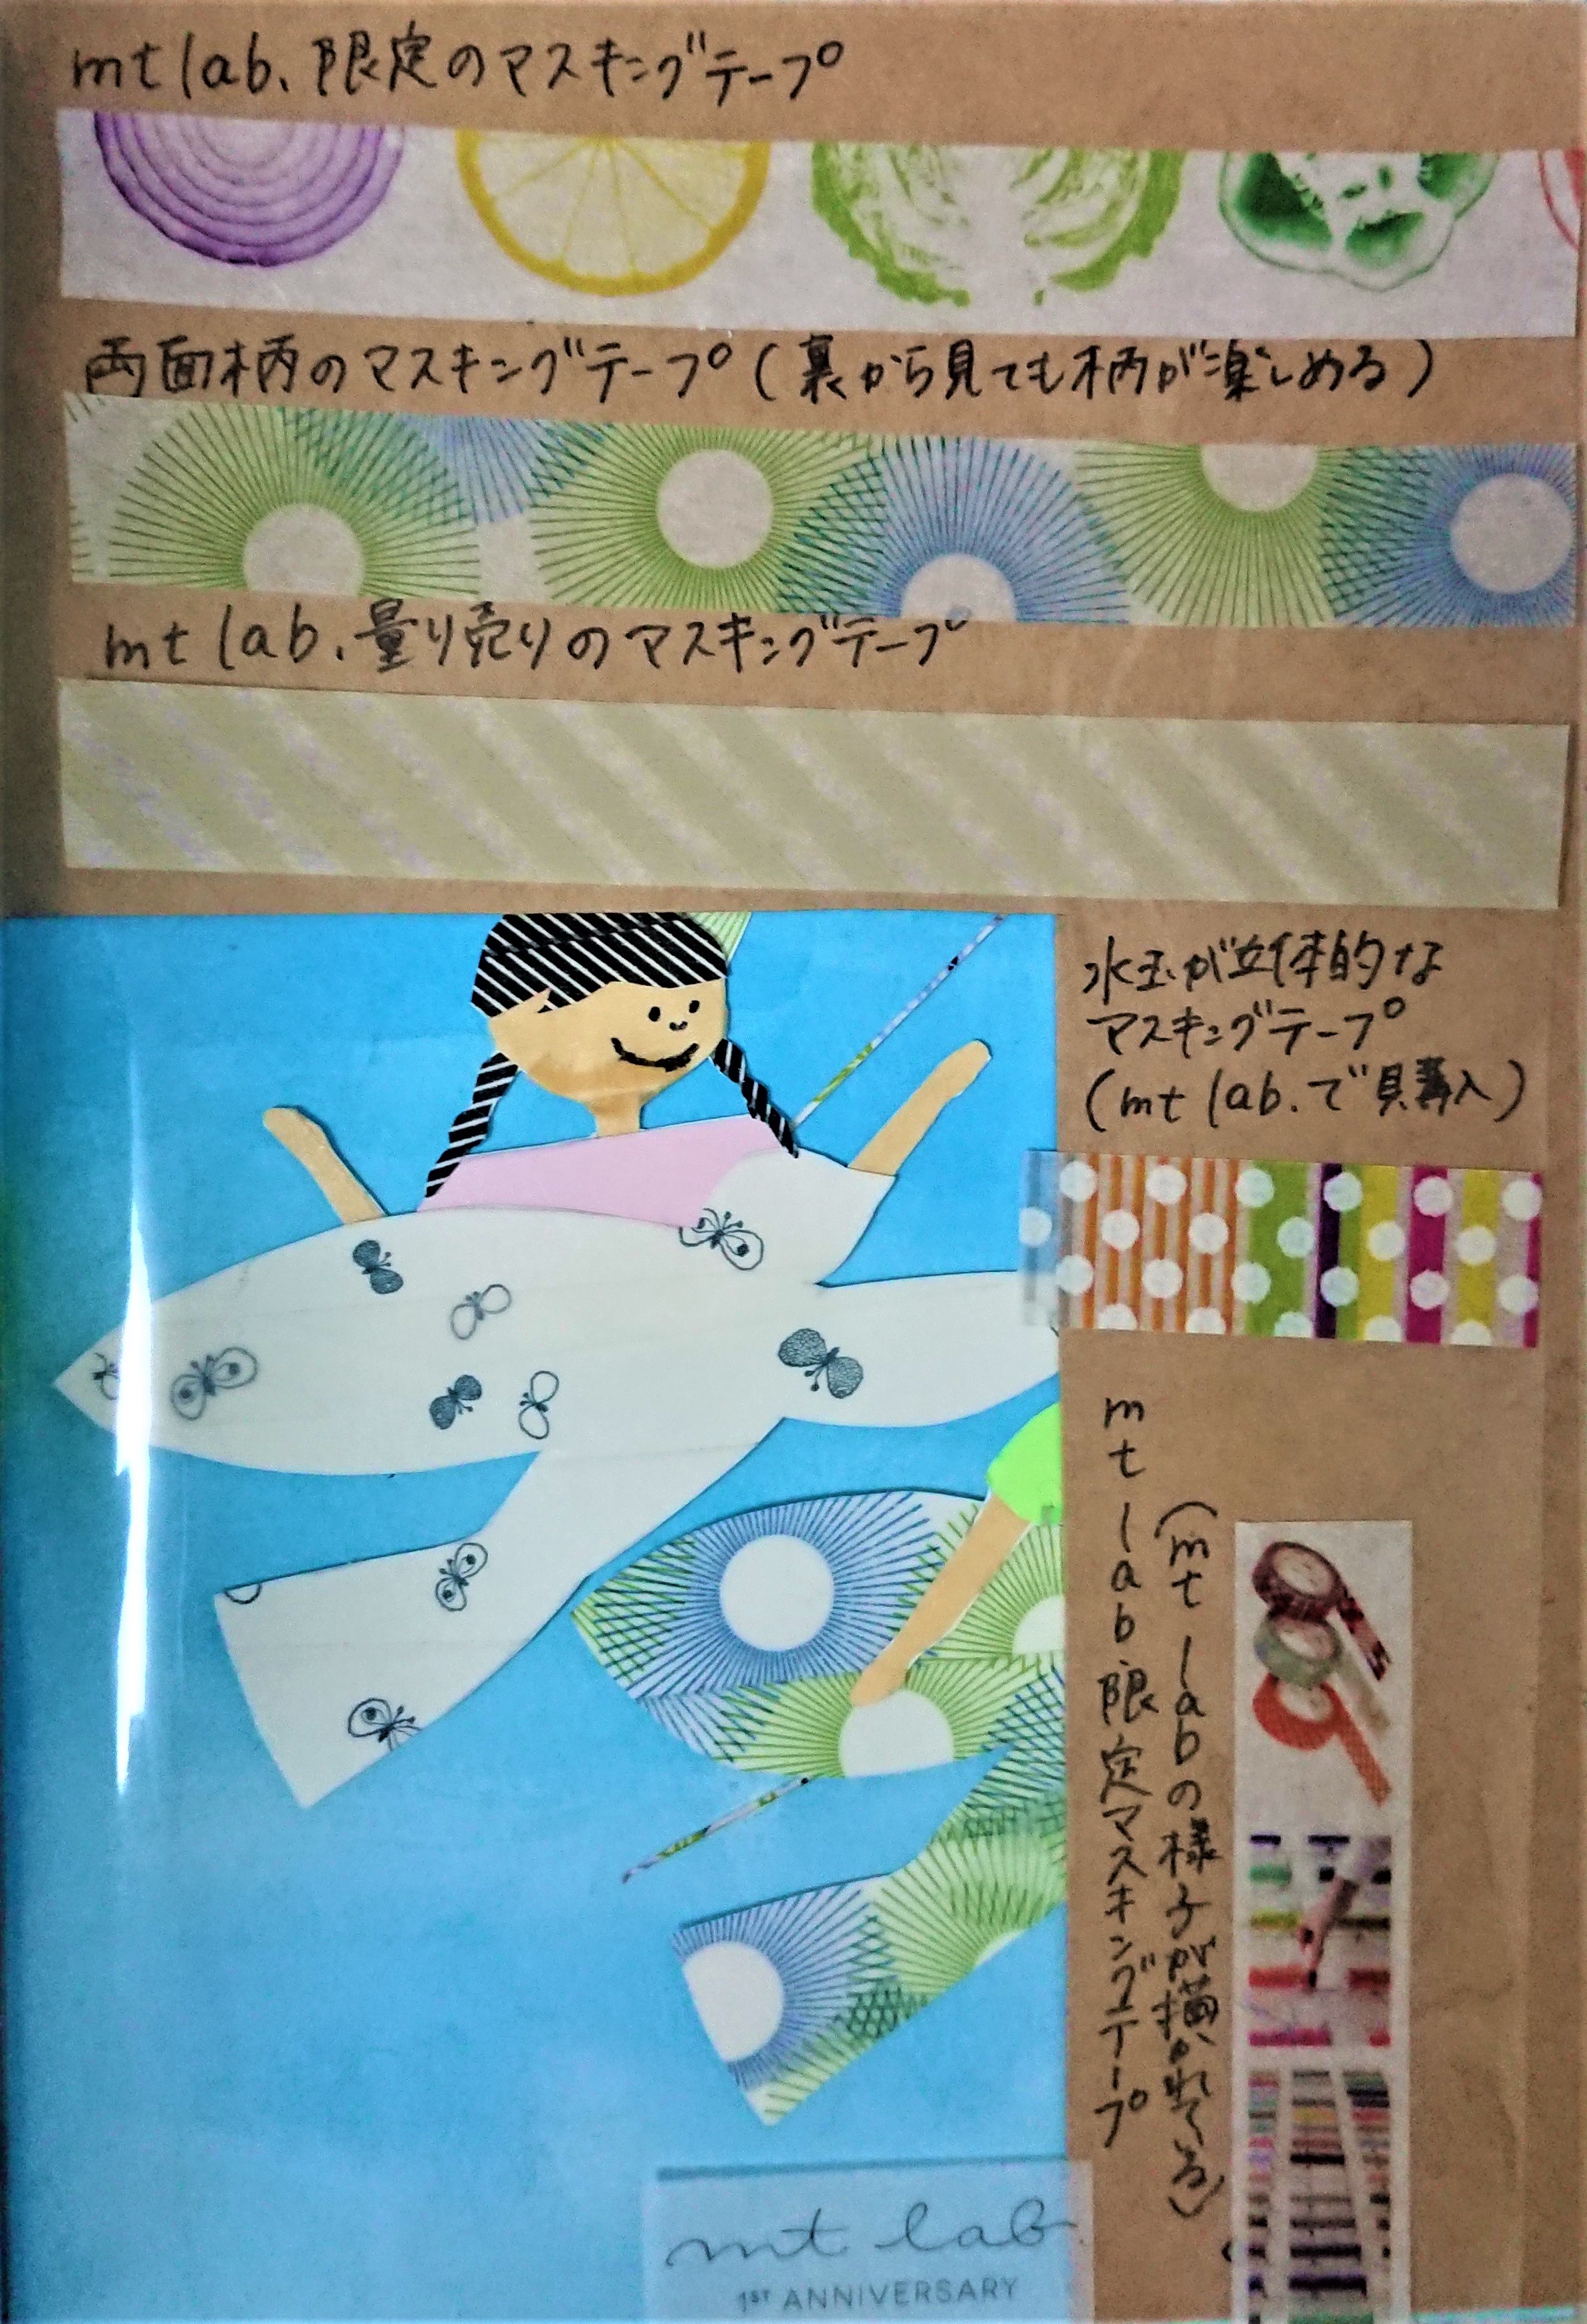 mt lab.限定のマスキングテープ
両面柄のマスキングテープ(裏から見ても柄が楽しめる)
mt lab.量り売りのマスキングテープ
水玉が立体的な
マスキングテープ
(mt lab.で購入)
mt lab.限定マスキングテープ
(mt labの様子が描かれてる)
mt lab.
1ST ANNIVERSARY